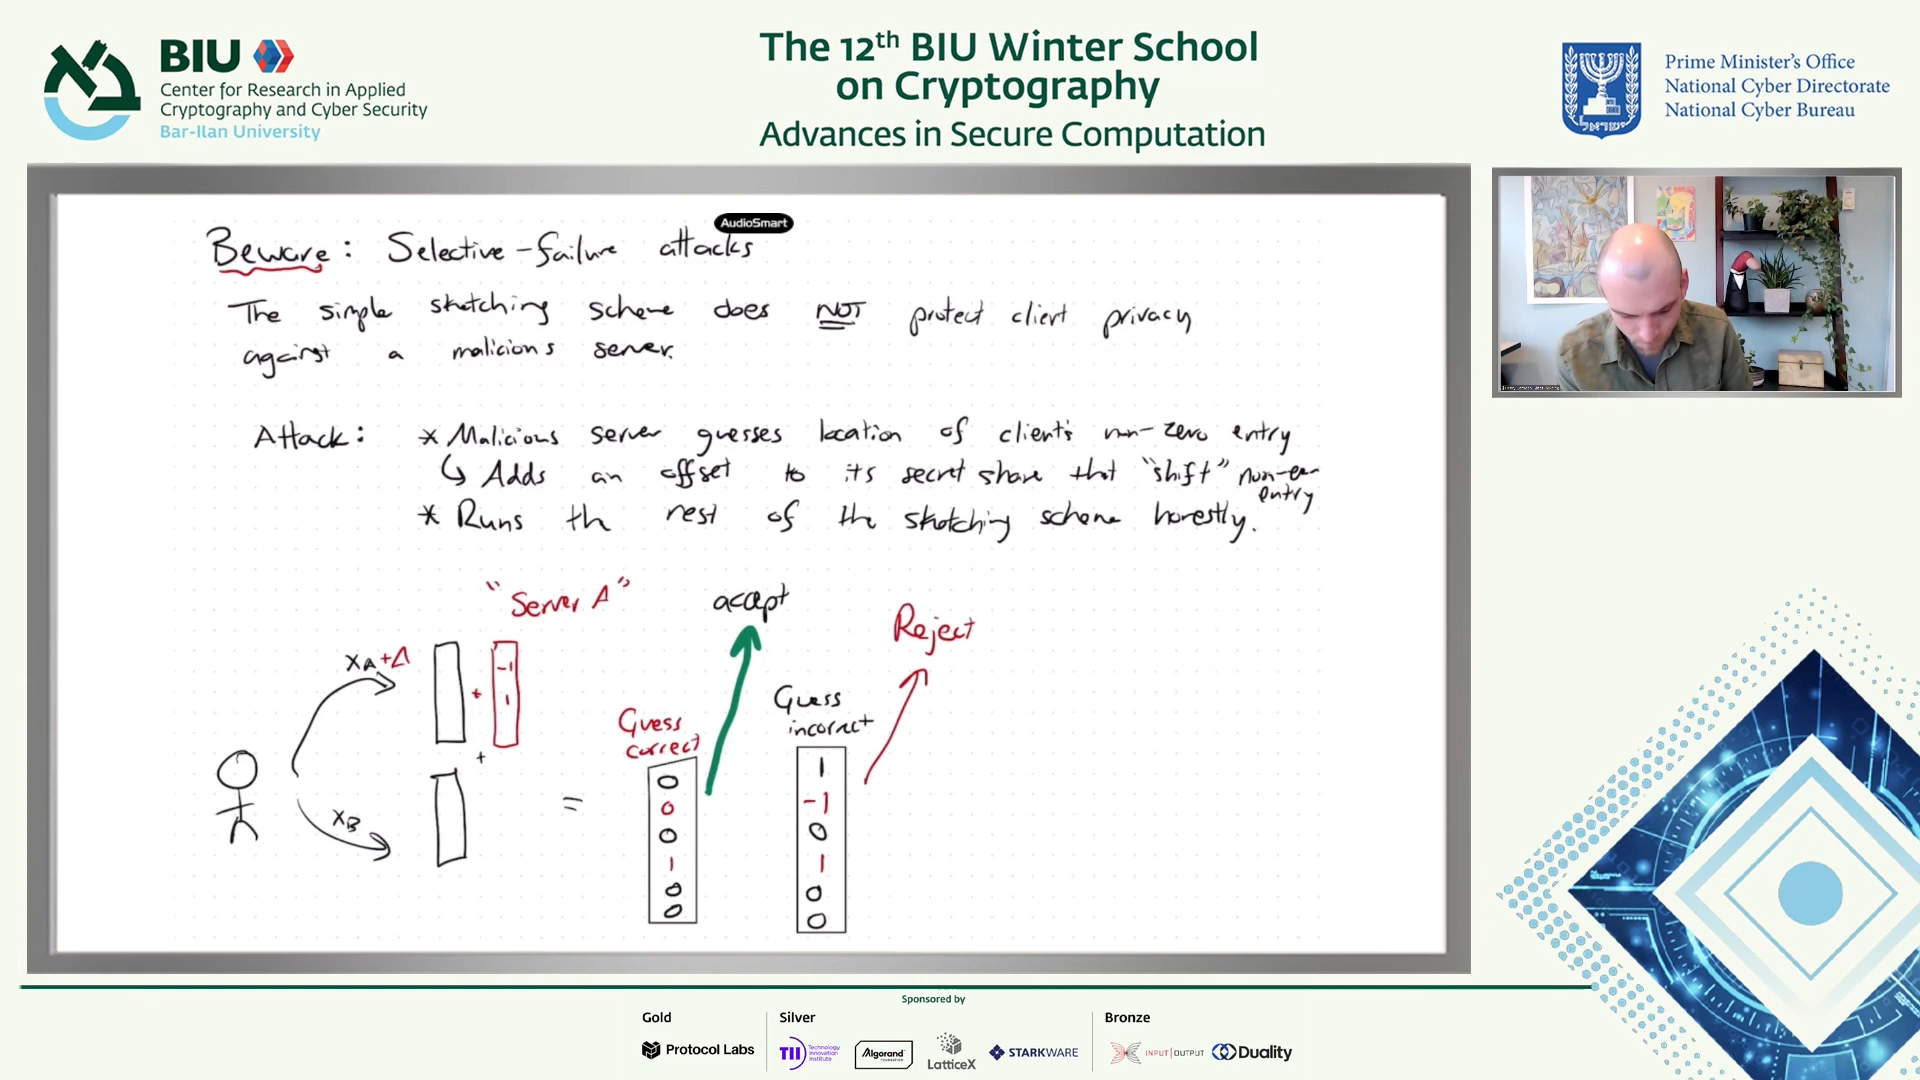 BIU
Center for Research in Applied
Cryptography and Cyber Security
Bar-Ilan University
The 12th BIU Winter School
on Cryptography
Advances in Secure Computation
Prime Minister's Office
National Cyber Directorate
National Cyber Bureau
AudioSmart
Beware: Selective-failure attacks
The simple sketching scheme does NOT protect client privacy
against a malicious server.
Attack: * Malicious server guesses location of client's non-zero entry
↳ Adds an offset to its secret share that "shift" non-
entry
* Runs the rest of the sketching scheme honestly.
"Server A"
accept
Reject
xA+Δ
-1
+
1
Guess
incorrect
Guess
correct
+
xB
=
0
0
0
1
0
0
1
-1
0
1
0
0
Sponsored by
Gold
Silver
Bronze
Protocol Labs
TII Technology
Innovation
Institute
Algorand
FOUNDATION
LatticeX
FOUNDATION
STARKWARE
INPUT | OUTPUT
Duality